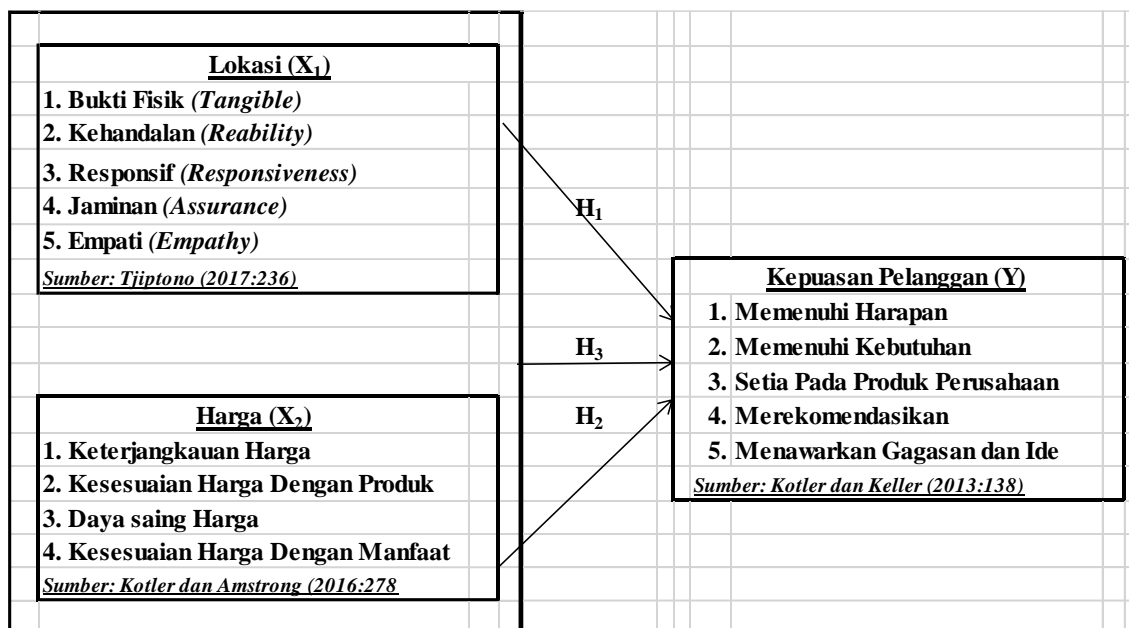 Lokasi (X₁)
1. Bukti Fisik (Tangible)
2. Kehandalan (Reability)
3. Responsif (Responsiveness)
4. Jaminan (Assurance)
5. Empati (Empathy)
Sumber: Tjiptono (2017:236)
H₁
H₃
H₂
Harga (X₂)
1. Keterjangkauan Harga
2. Kesesuaian Harga Dengan Produk
3. Daya saing Harga
4. Kesesuaian Harga Dengan Manfaat
Sumber: Kotler dan Amstrong (2016:278
Kepuasan Pelanggan (Y)
1. Memenuhi Harapan
2. Memenuhi Kebutuhan
3. Setia Pada Produk Perusahaan
4. Merekomendasikan
5. Menawarkan Gagasan dan Ide
Sumber: Kotler dan Keller (2013:138)